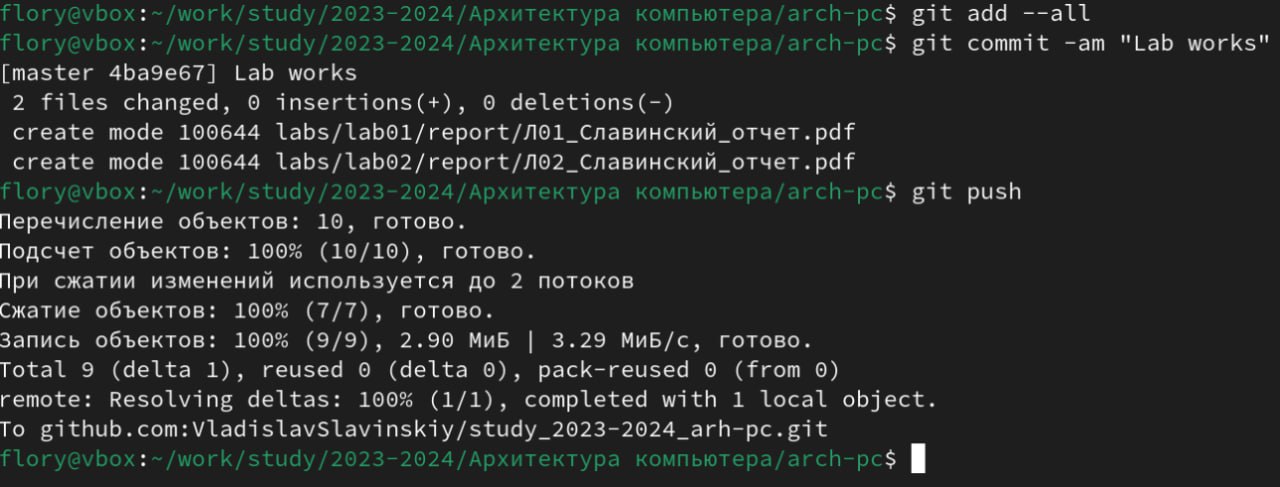 flory@vbox:~/work/study/2023-2024/Архитектура компьютера/arch-pc$ git add --all
flory@vbox:~/work/study/2023-2024/Архитектура компьютера/arch-pc$ git commit -am "Lab works"
[master 4ba9e67] Lab works
 2 files changed, 0 insertions(+), 0 deletions(-)
 create mode 100644 labs/lab01/report/Л01_Славинский_отчет.pdf
 create mode 100644 labs/lab02/report/Л02_Славинский_отчет.pdf
flory@vbox:~/work/study/2023-2024/Архитектура компьютера/arch-pc$ git push
Перечисление объектов: 10, готово.
Подсчет объектов: 100% (10/10), готово.
При сжатии изменений используется до 2 потоков
Сжатие объектов: 100% (7/7), готово.
Запись объектов: 100% (9/9), 2.90 МиБ | 3.29 МиБ/с, готово.
Total 9 (delta 1), reused 0 (delta 0), pack-reused 0 (from 0)
remote: Resolving deltas: 100% (1/1), completed with 1 local object.
To github.com:VladislavSlavinskiy/study_2023-2024_arh-pc.git
flory@vbox:~/work/study/2023-2024/Архитектура компьютера/arch-pc$